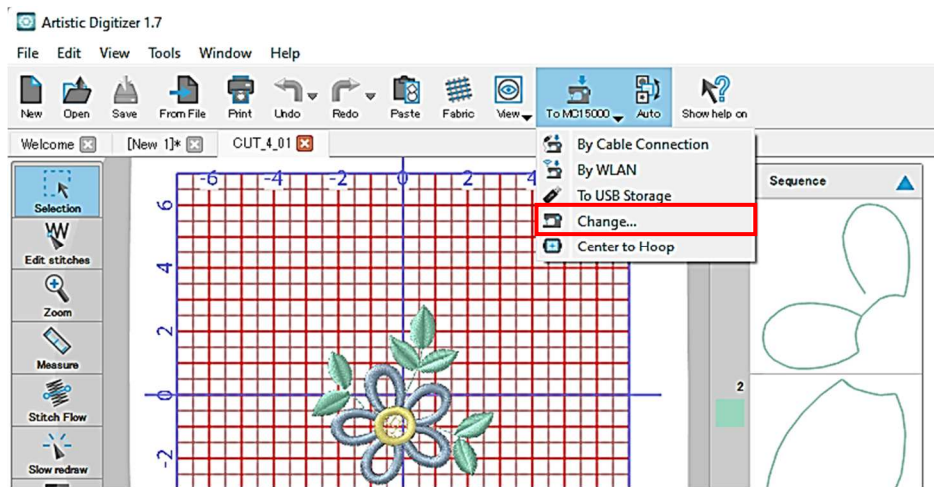 Artistic Digitizer 1.7
File Edit View Tools Window Help
New Open Save From File Print Undo Redo Paste Fabric View To MC15000 Auto Show help on
Welcome [New 1]* CUT_4_01
By Cable Connection
By WLAN
To USB Storage
Change...
Center to Hoop
Sequence
Selection
Edit stitches
Zoom
Measure
Stitch Flow
Slow redraw
-6 -4 -2 0 2 4
6
4
2
0
-2
2